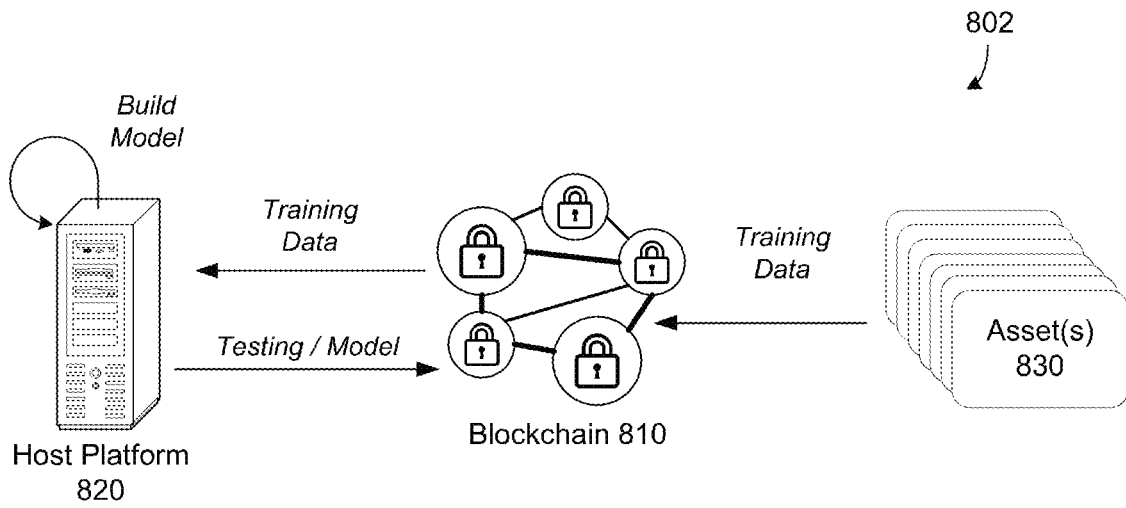 802
Build
Model
Training
Data
Training
Data
Testing / Model
Asset(s)
830
Blockchain 810
Host Platform
820